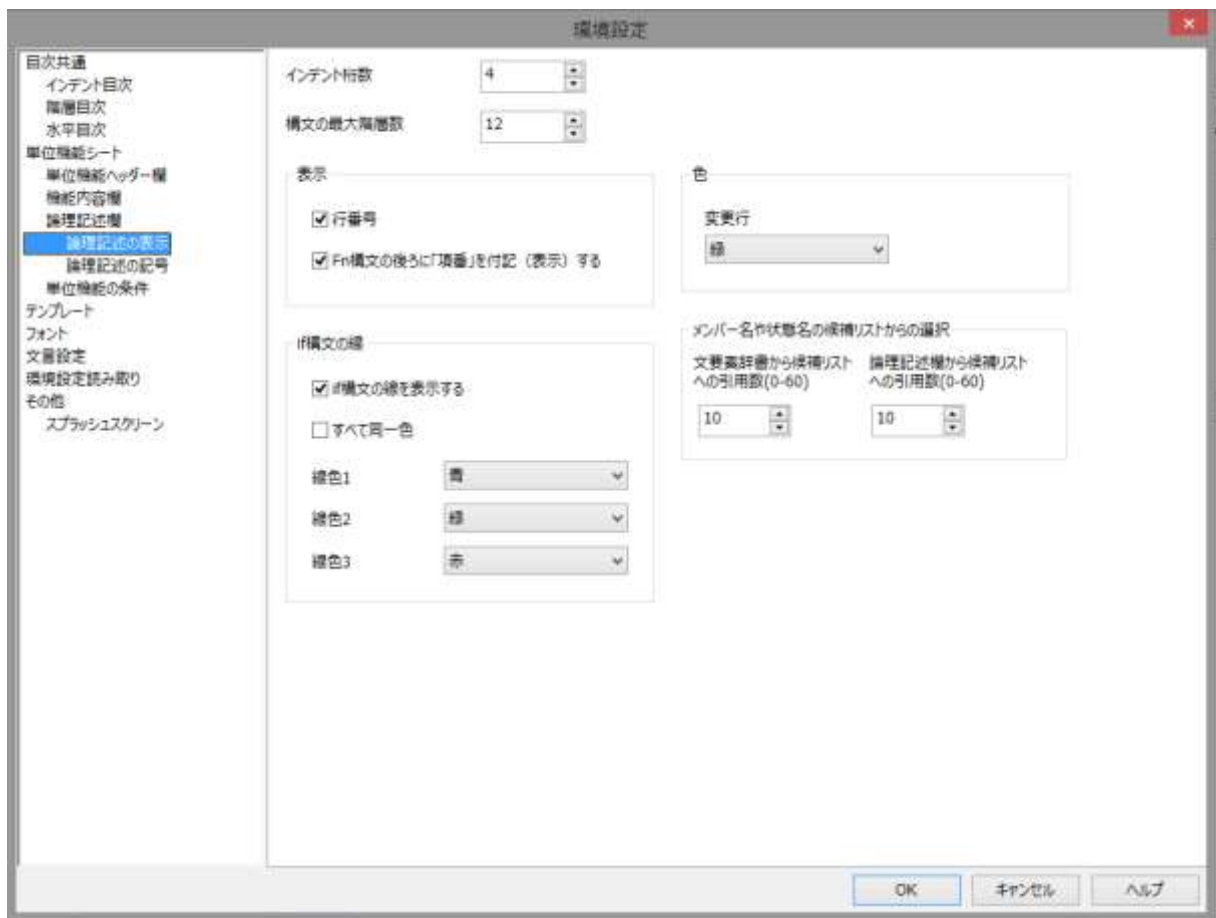 環境設定
目次共通
インデント目次
階層目次
水平目次
単位機能シート
単位機能ヘッダー欄
機能内容欄
論理記述欄
論理記述の表示
論理記述の記号
単位機能の条件
テンプレート
フォント
文言設定
環境設定読み取り
その他
スプラッシュスクリーン
インデント桁数
4
構文の最大階層数
12
表示
行番号
Fn構文の後ろに「項番」を付記（表示）する
色
変更行
緑
If構文の線
if構文の線を表示する
すべて同一色
線色1
青
線色2
緑
線色3
赤
メンバー名や状態名の候補リストからの選択
文要素辞書から候補リスト
への引用数(0-60)
10
論理記述欄から候補リスト
への引用数(0-60)
10
OK
キャンセル
ヘルプ